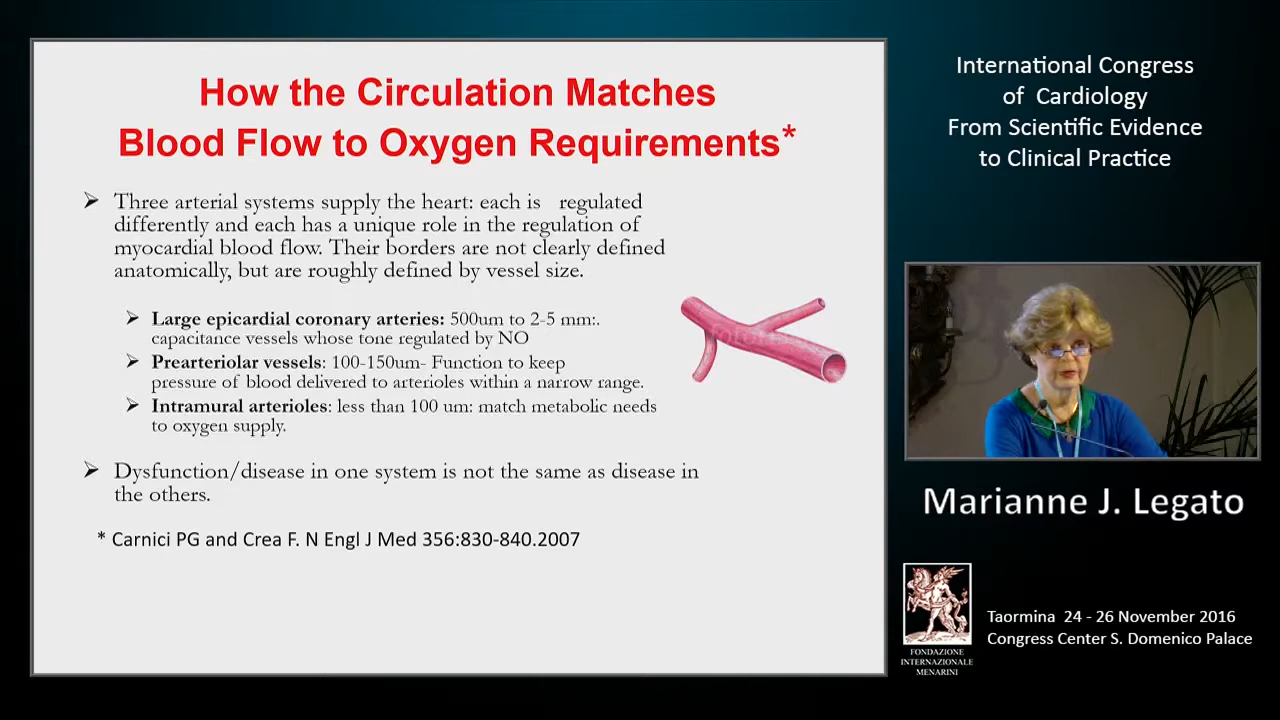 How the Circulation Matches
Blood Flow to Oxygen Requirements*
➢ Three arterial systems supply the heart: each is regulated
differently and each has a unique role in the regulation of
myocardial blood flow. Their borders are not clearly defined
anatomically, but are roughly defined by vessel size.
➢ Large epicardial coronary arteries: 500um to 2-5 mm:.
capacitance vessels whose tone regulated by NO
➢ Prearteriolar vessels: 100-150um- Function to keep
pressure of blood delivered to arterioles within a narrow range.
➢ Intramural arterioles: less than 100 um: match metabolic needs
to oxygen supply.
➢ Dysfunction/disease in one system is not the same as disease in
the others.
* Carnici PG and Crea F. N Engl J Med 356:830-840.2007
International Congress
of Cardiology
From Scientific Evidence
to Clinical Practice
Marianne J. Legato
FONDAZIONE
INTERNAZIONALE
MENARINI
Taormina 24 - 26 November 2016
Congress Center S. Domenico Palace